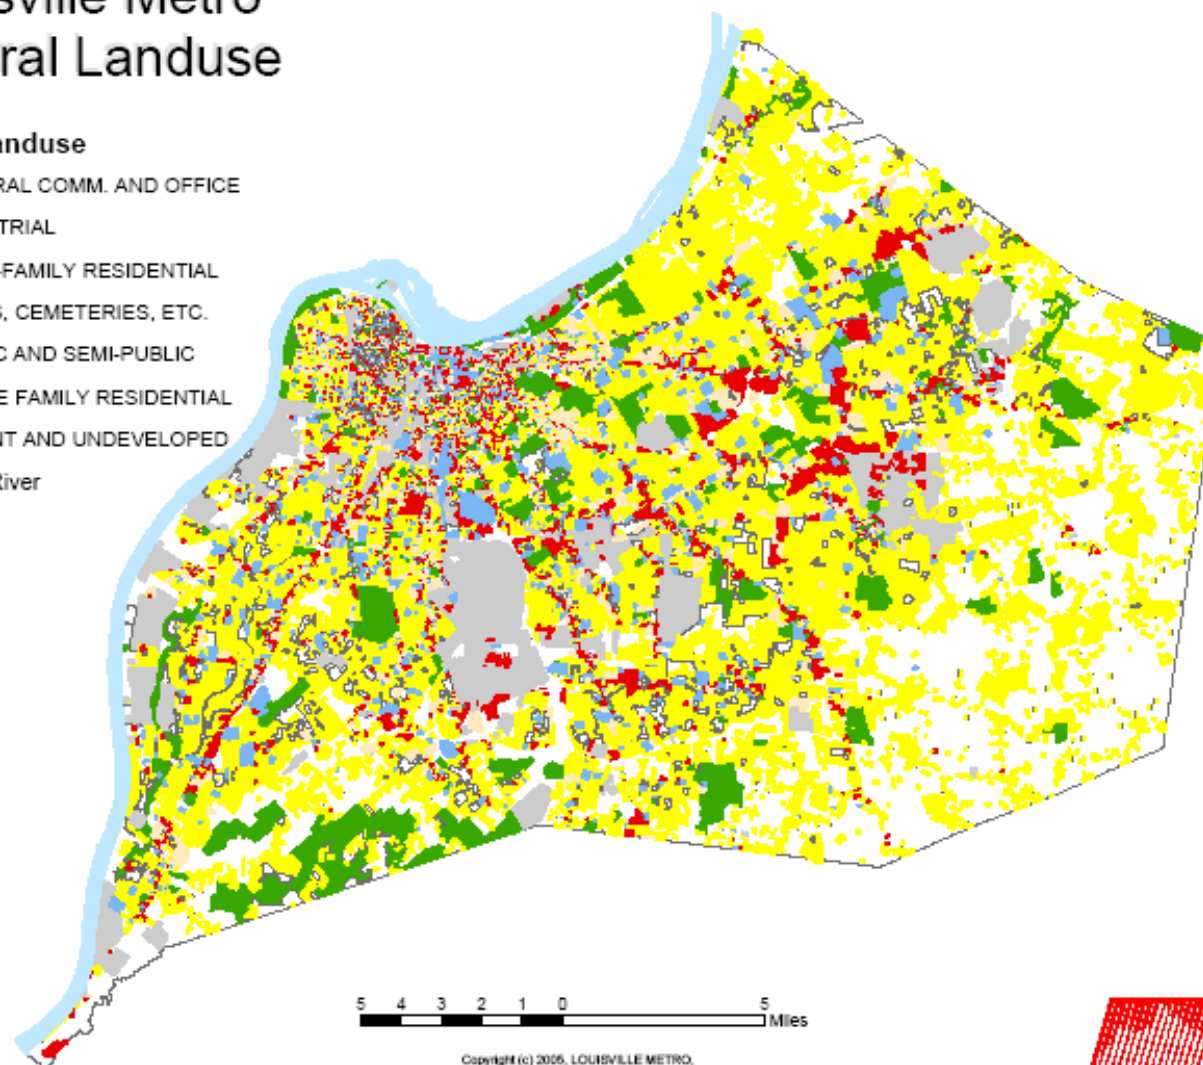 sville Metro
ral Landuse
anduse
RAL COMM. AND OFFICE
TRIAL
-FAMILY RESIDENTIAL
S, CEMETERIES, ETC.
C AND SEMI-PUBLIC
E FAMILY RESIDENTIAL
NT AND UNDEVELOPED
River
5 4 3 2 1 0 5
Miles
Copyright (c) 2005, LOUISVILLE METRO,